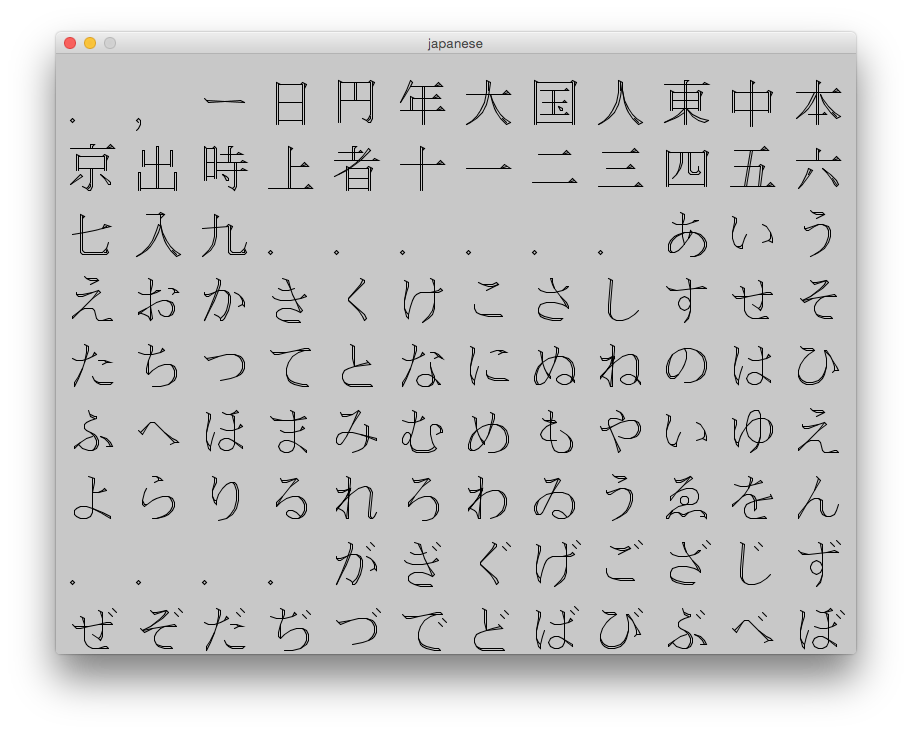 japanese
. , 一 日 円 年 大 国 人 東 中 本
京 出 時 上 者 十 一 二 三 四 五 六
七 入 九 . . . . . . あ い う
え お か き く け こ さ し す せ そ
た ち つ て と な に ぬ ね の は ひ
ふ へ ほ ま み む め も や い ゆ え
よ ら り る れ ろ わ ゐ う ゑ を ん
. . . . が ぎ ぐ げ ご ざ じ ず
ぜ ぞ だ ぢ づ で ど ば び ぶ べ ぼ